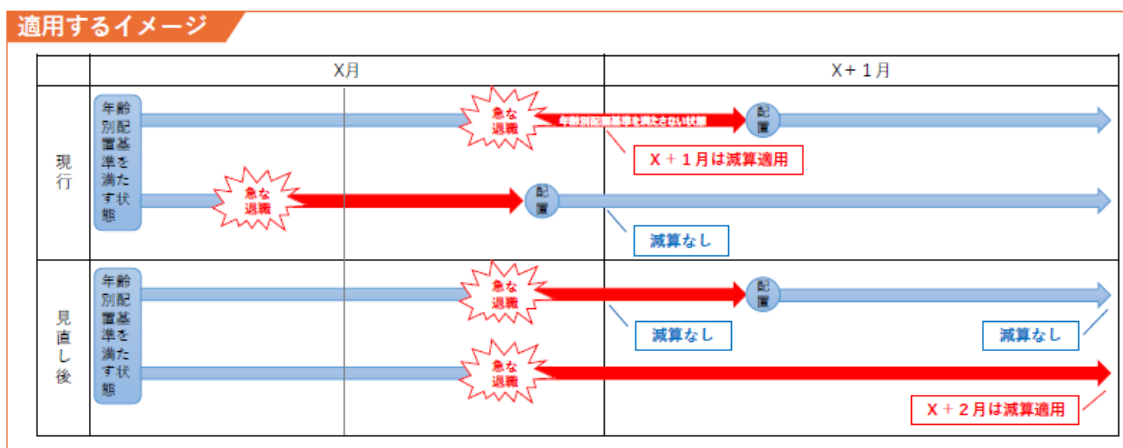 適用するイメージ
X月
X+1月
現行
年齢別配置基準を満たす状態
急な
退職
年齢別配置基準を満たさない状態
配置
X+1月は減算適用
急な
退職
配置
減算なし
見直し後
年齢別配置基準を満たす状態
急な
退職
配置
減算なし
減算なし
急な
退職
X+2月は減算適用